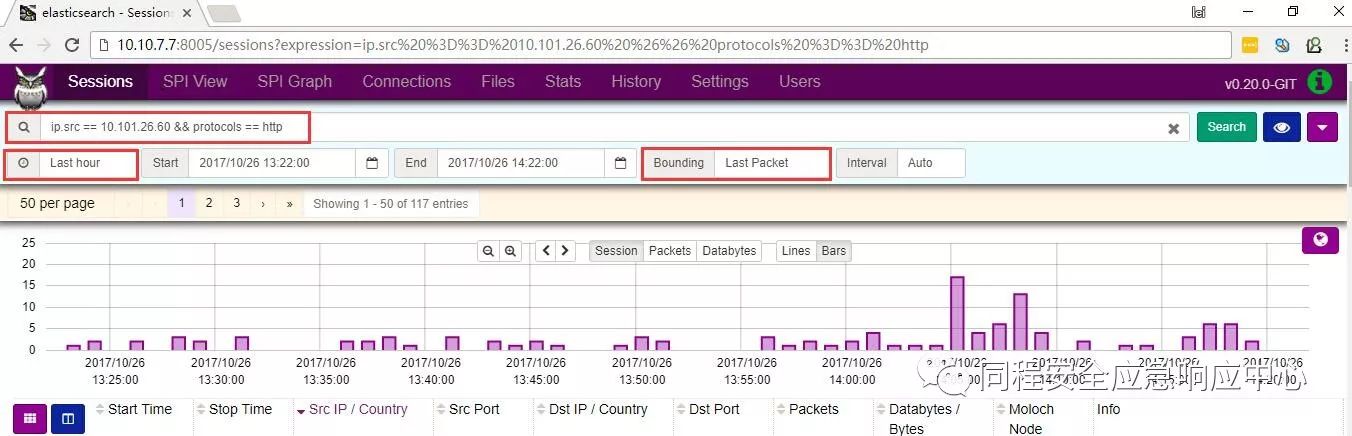 elasticsearch - Sessions
lei
10.10.7.7:8005/sessions?expression=ip.src%20%3D%3D%2010.101.26.60%20%26%26%20protocols%20%3D%3D%20http
Sessions SPI View SPI Graph Connections Files Stats History Settings Users v0.20.0-GIT
ip.src == 10.101.26.60 && protocols == http Search
Last hour Start 2017/10/26 13:22:00 End 2017/10/26 14:22:00 Bounding Last Packet Interval Auto
50 per page 1 2 3 › » Showing 1 - 50 of 117 entries
Session Packets Databytes Lines Bars
25
20
15
10
5
0
2017/10/26 2017/10/26 2017/10/26 2017/10/26 2017/10/26 2017/10/26 2017/10/26 2017/10/26 2017/10/26 2017/10/26 2017/10/26 2017/10/26
13:25:00 13:30:00 13:35:00 13:40:00 13:45:00 13:50:00 13:55:00 14:00:00
同程安全应急响应中心
Start Time Stop Time Src IP / Country Src Port Dst IP / Country Dst Port Packets Databytes / Bytes Moloch Node Info